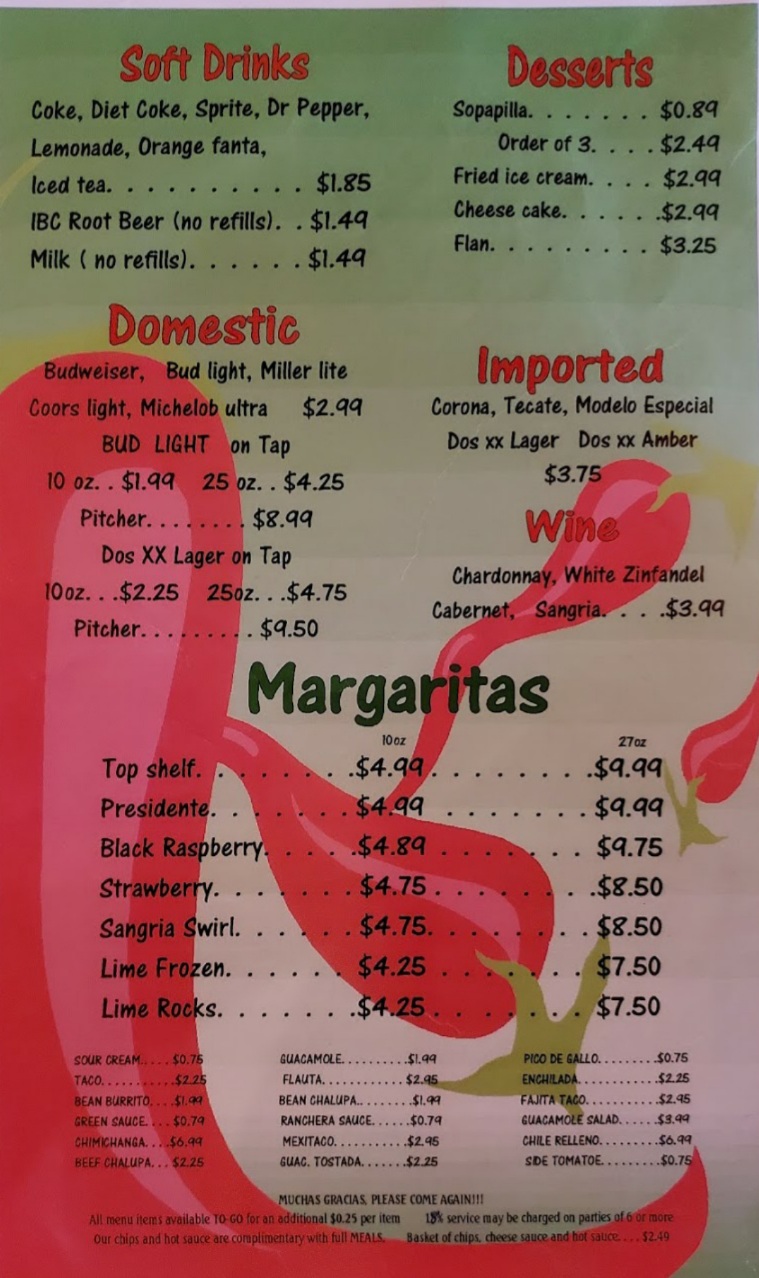 Soft Drinks
Coke, Diet Coke, Sprite, Dr Pepper,
Lemonade, Orange fanta,
Iced tea. . . . . . . . . . $1.85
IBC Root Beer (no refills). . $1.49
Milk ( no refills). . . . . . $1.49
Desserts
Sopapilla. . . . . . . $0.89
Order of 3. . . . $2.49
Fried ice cream. . . . $2.99
Cheese cake. . . . . .$2.99
Flan. . . . . . . . . $3.25
Domestic
Budweiser, Bud light, Miller lite
Coors light, Michelob ultra $2.99
BUD LIGHT on Tap
10 oz. . $1.99 25 oz. . $4.25
Pitcher. . . . . . . . $8.99
Dos XX Lager on Tap
10oz. . .$2.25 25oz. . .$4.75
Pitcher. . . . . . . . . $9.50
Imported
Corona, Tecate, Modelo Especial
Dos xx Lager Dos xx Amber
$3.75
Wine
Chardonnay, White Zinfandel
Cabernet, Sangria. . . .$3.99
Margaritas
10oz 27oz
Top shelf. . . . . . . .$4.99. . . . . . . .$9.99
Presidente. . . . . . $4.99 . . . . . . . $9.99
Black Raspberry. . . . .$4.89 . . . . . . . $9.75
Strawberry. . . . . . . $4.75. . . . . . . .$8.50
Sangria Swirl. . . . . . $4.75. . . . . . . . $8.50
Lime Frozen. . . . . . $4.25 . . . . . . . $7.50
Lime Rocks. . . . . . .$4.25. . . . . . . . $7.50
SOUR CREAM. . . . . $0.75 GUACAMOLE. . . . . . . . . .$1.99 PICO DE GALLO. . . . . . . . .$0.75
TACO. . . . . . . . . . .$2.25 FLAUTA. . . . . . . . . . . . . $2.95 ENCHILADA. . . . . . . . . . . .$2.25
BEAN BURRITO. . . .$1.99 BEAN CHALUPA. . . . . . . .$1.99 FAJITA TACO. . . . . . . . . . .$2.95
GREEN SAUCE. . . . $0.79 RANCHERA SAUCE. . . . . .$0.79 GUACAMOLE SALAD. . . . . .$3.99
CHIMICHANGA. . . .$6.99 MEXITACO. . . . . . . . . . .$2.95 CHILE RELLENO. . . . . . . . .$6.99
BEEF CHALUPA. . . $2.25 GUAC. TOSTADA. . . . . . .$2.25 SIDE TOMATOE. . . . . . . . .$0.75
MUCHAS GRACIAS, PLEASE COME AGAIN!!!
All menu items available TO-GO for an additional $0.25 per item 18% service may be charged on parties of 6 or more
Our chips and hot sauce are complimentary with full MEALS. Basket of chips, cheese sauce and hot sauce. . . . $2.49